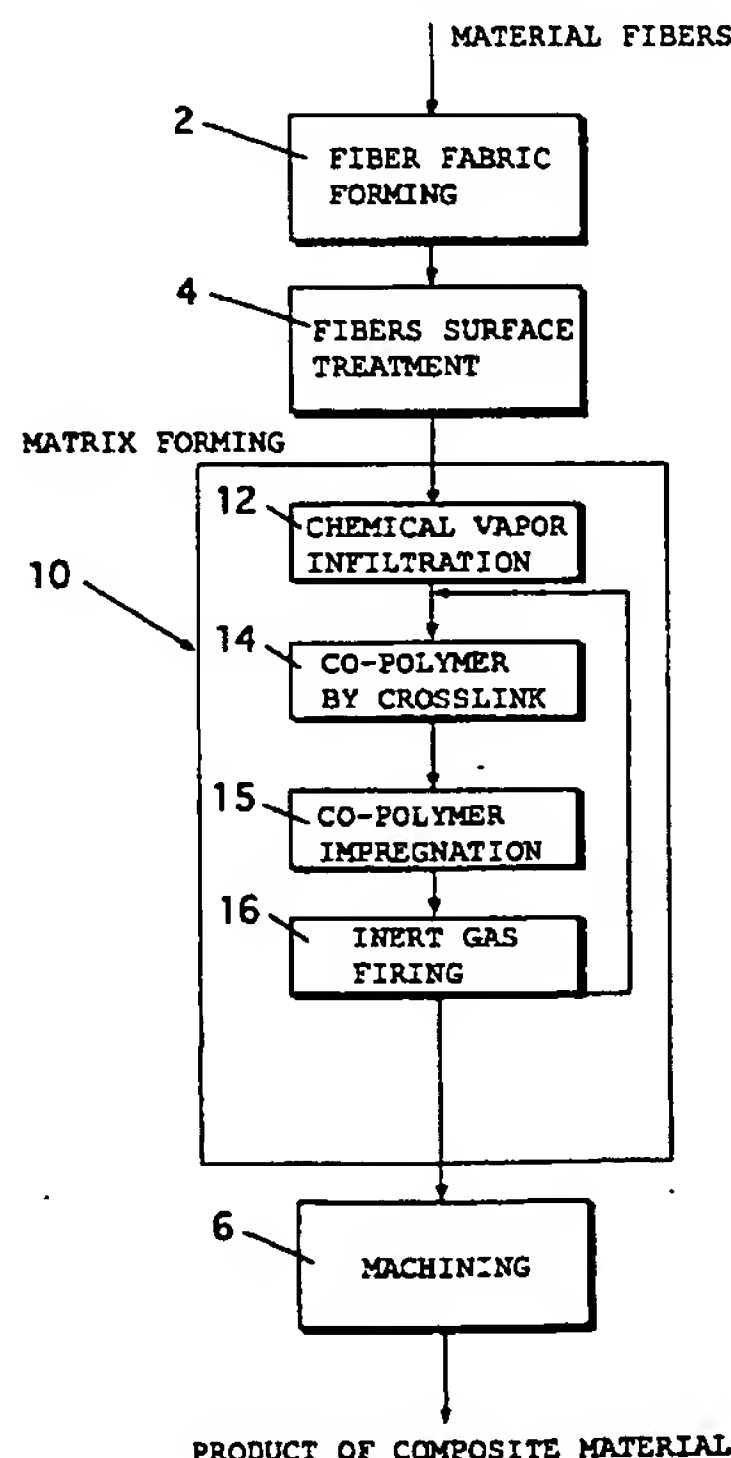 MATERIAL FIBERS
2
FIBER FABRIC
FORMING
4
FIBERS SURFACE
TREATMENT
MATRIX FORMING
12
CHEMICAL VAPOR
INFILTRATION
10
14
CO-POLYMER
BY CROSSLINK
15
CO-POLYMER
IMPREGNATION
16
INERT GAS
FIRING
6
MACHINING
PRODUCT OF COMPOSITE MATERIAL